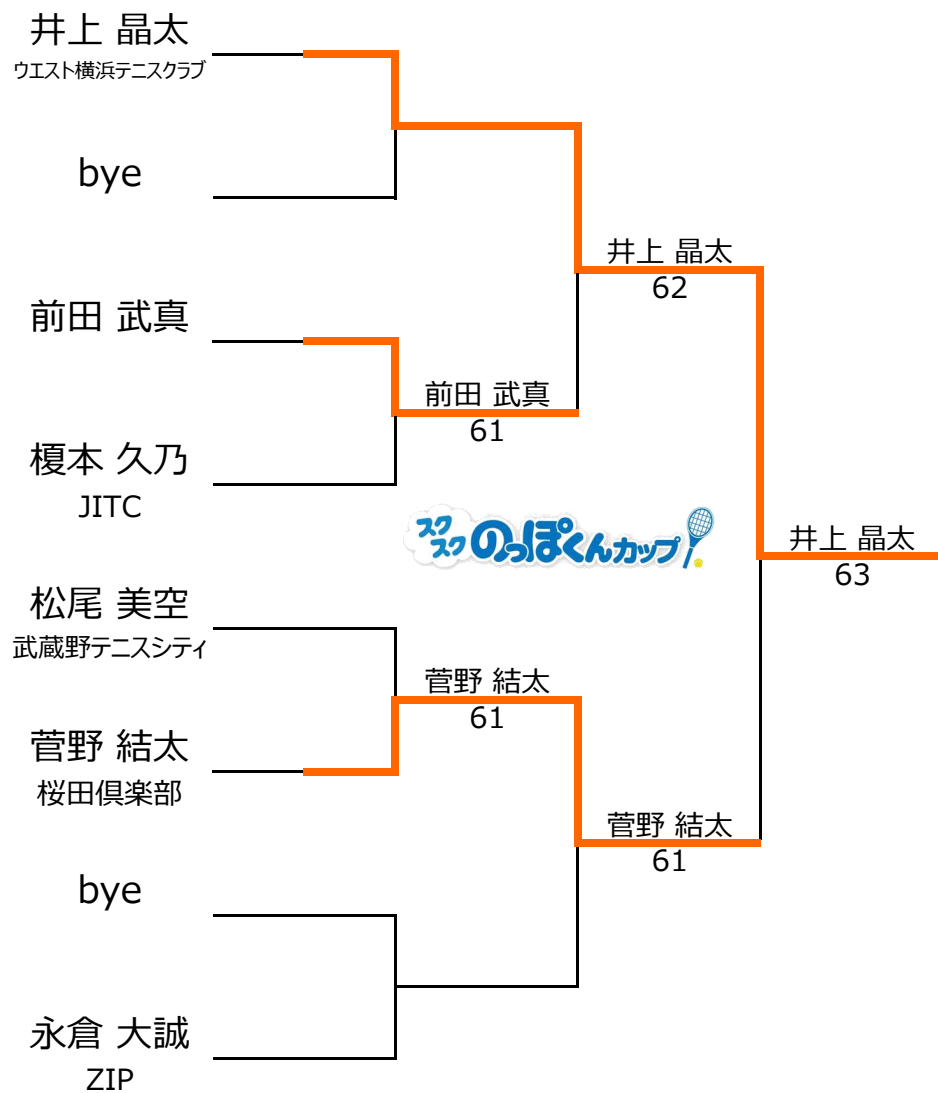 井上 晶太
ウエスト横浜テニスクラブ
bye
井上 晶太
62
前田 武真
前田 武真
61
榎本 久乃
JITC
スク
スク
のっぽくんカップ
井上 晶太
63
松尾 美空
武蔵野テニスシティ
菅野 結太
61
菅野 結太
桜田倶楽部
菅野 結太
61
bye
永倉 大誠
ZIP